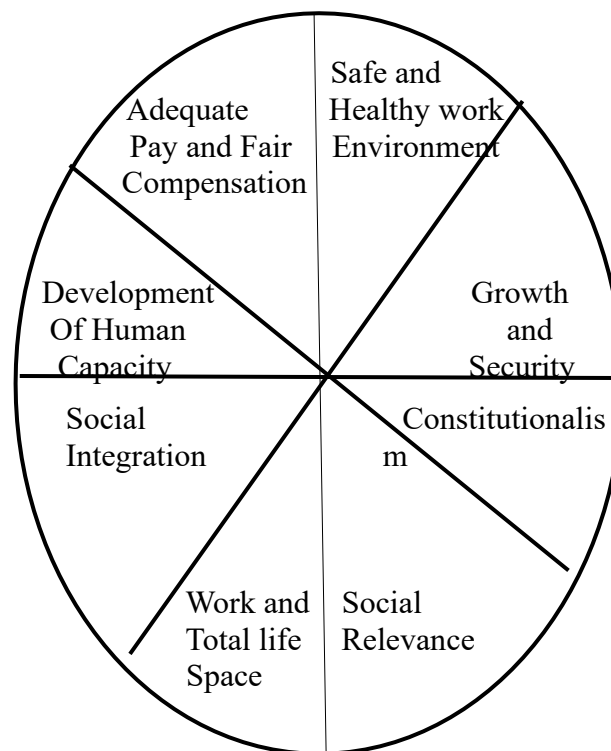 Adequate
Pay and Fair
Compensation
Safe and
Healthy work
Environment
Development
Of Human
Capacity
Growth
and
Security
Social
Integration
Constitutionalis
m
Work and
Total life
Space
Social
Relevance